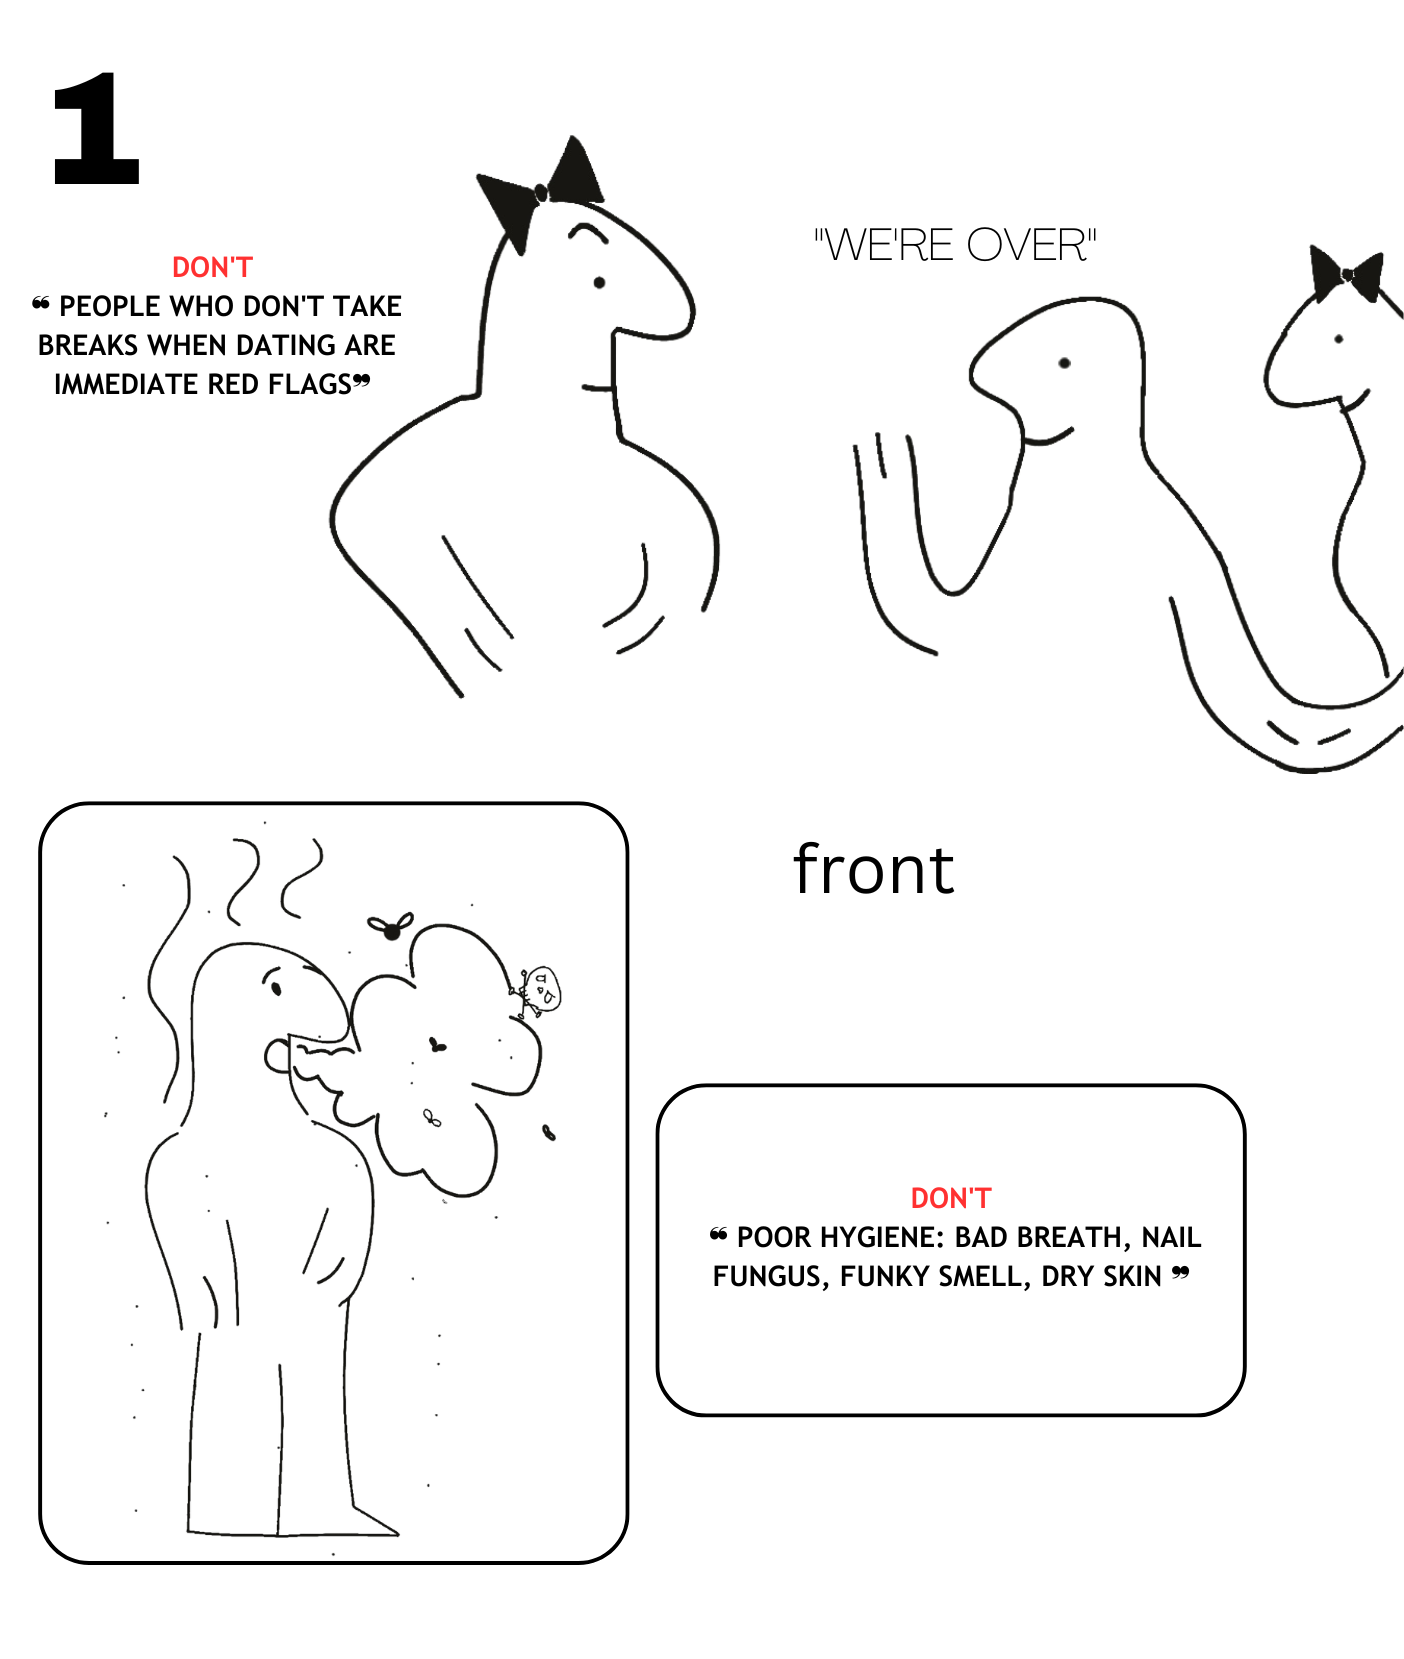 1
DON'T
❝ PEOPLE WHO DON'T TAKE
BREAKS WHEN DATING ARE
IMMEDIATE RED FLAGS❞
"WE'RE OVER"
front
DON'T
❝ POOR HYGIENE: BAD BREATH, NAIL
FUNGUS, FUNKY SMELL, DRY SKIN ❞